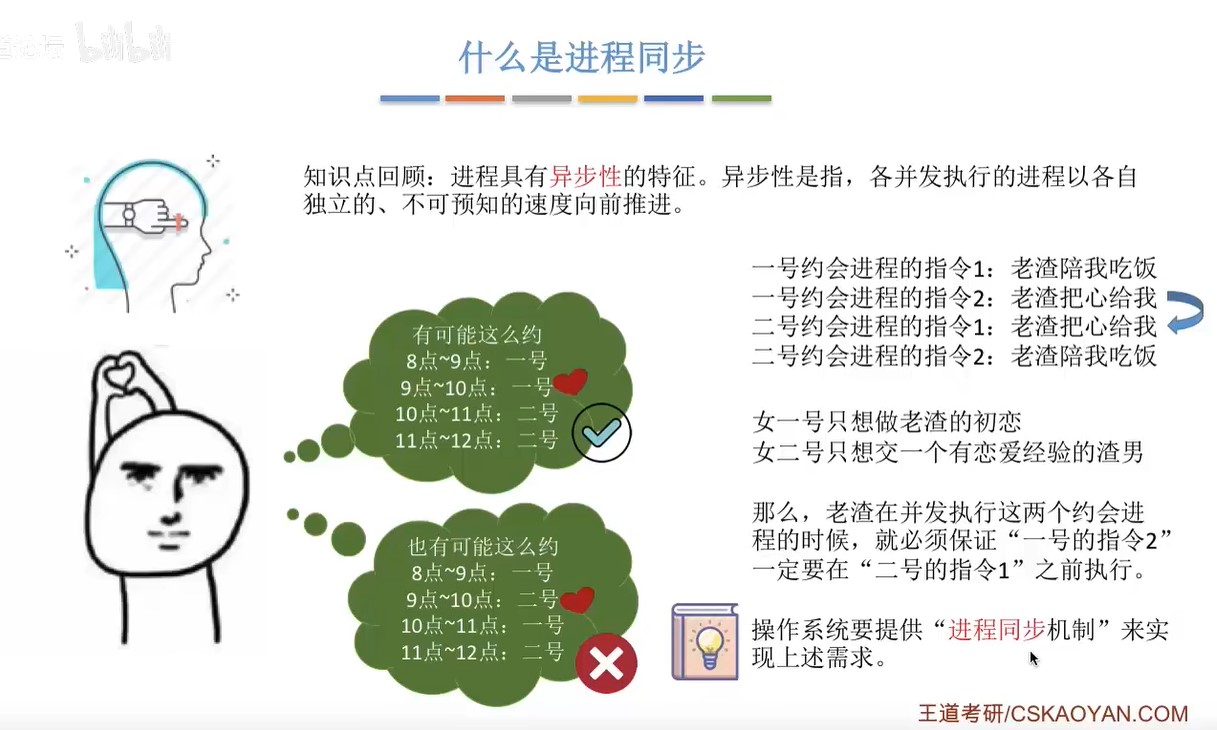 bilibili
什么是进程同步
知识点回顾：进程具有异步性的特征。异步性是指，各并发执行的进程以各自
独立的、不可预知的速度向前推进。
一号约会进程的指令1：老渣陪我吃饭
一号约会进程的指令2：老渣把心给我
二号约会进程的指令1：老渣把心给我
二号约会进程的指令2：老渣陪我吃饭
有可能这么约
8点~9点：一号
9点~10点：一号
10点~11点：二号
11点~12点：二号
女一号只想做老渣的初恋
女二号只想交一个有恋爱经验的渣男
也有可能这么约
8点~9点：一号
9点~10点：二号
10点~11点：一号
11点~12点：二号
那么，老渣在并发执行这两个约会进
程的时候，就必须保证“一号的指令2”
一定要在“二号的指令1”之前执行。
操作系统要提供“进程同步机制”来实
现上述需求。
王道考研/CSKAOYAN.COM